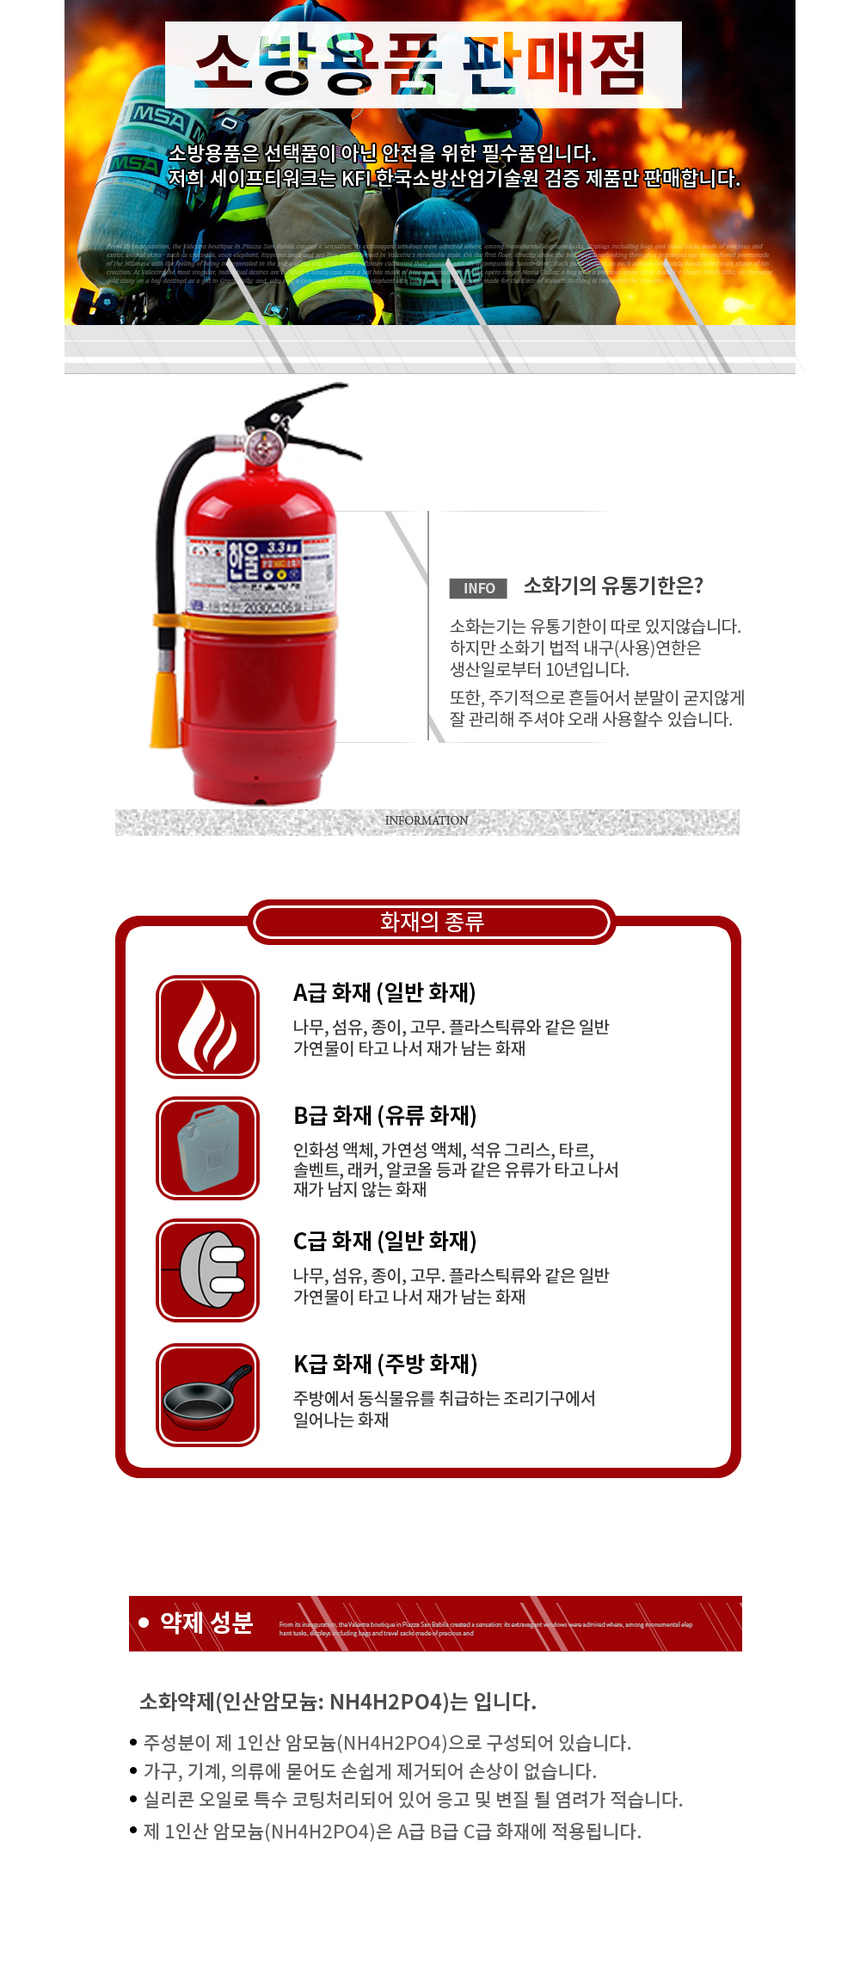 소방용품 판매점
MSA
MSA
소방용품은 선택품이 아닌 안전을 위한 필수품입니다.
저희 세이프티워크는 KFI 한국소방산업기술원 검증 제품만 판매합니다.
한울
3.3kg
INFO 소화기의 유통기한은?
소화는기는 유통기한이 따로 있지않습니다.
하지만 소화기 법적 내구(사용)연한은
생산일로부터 10년입니다.
또한, 주기적으로 흔들어서 분말이 굳지않게
잘 관리해 주셔야 오래 사용할수 있습니다.
INFORMATION
화재의 종류
A급 화재 (일반 화재)
나무, 섬유, 종이, 고무. 플라스틱류와 같은 일반
가연물이 타고 나서 재가 남는 화재
B급 화재 (유류 화재)
인화성 액체, 가연성 액체, 석유 그리스, 타르,
솔벤트, 래커, 알코올 등과 같은 유류가 타고 나서
재가 남지 않는 화재
C급 화재 (일반 화재)
나무, 섬유, 종이, 고무. 플라스틱류와 같은 일반
가연물이 타고 나서 재가 남는 화재
K급 화재 (주방 화재)
주방에서 동식물유를 취급하는 조리기구에서
일어나는 화재
• 약제 성분
From its inauguration, the Valextra boutique in Piazza San Babila created a sensation: its extravagant windows were admired where, among monumental elep
hant tusks, displays including bags and travel sacks made of precious and
소화약제(인산암모늄: NH4H2PO4)는 입니다.
• 주성분이 제 1인산 암모늄(NH4H2PO4)으로 구성되어 있습니다.
• 가구, 기계, 의류에 묻어도 손쉽게 제거되어 손상이 없습니다.
• 실리콘 오일로 특수 코팅처리되어 있어 응고 및 변질 될 염려가 적습니다.
• 제 1인산 암모늄(NH4H2PO4)은 A급 B급 C급 화재에 적용됩니다.